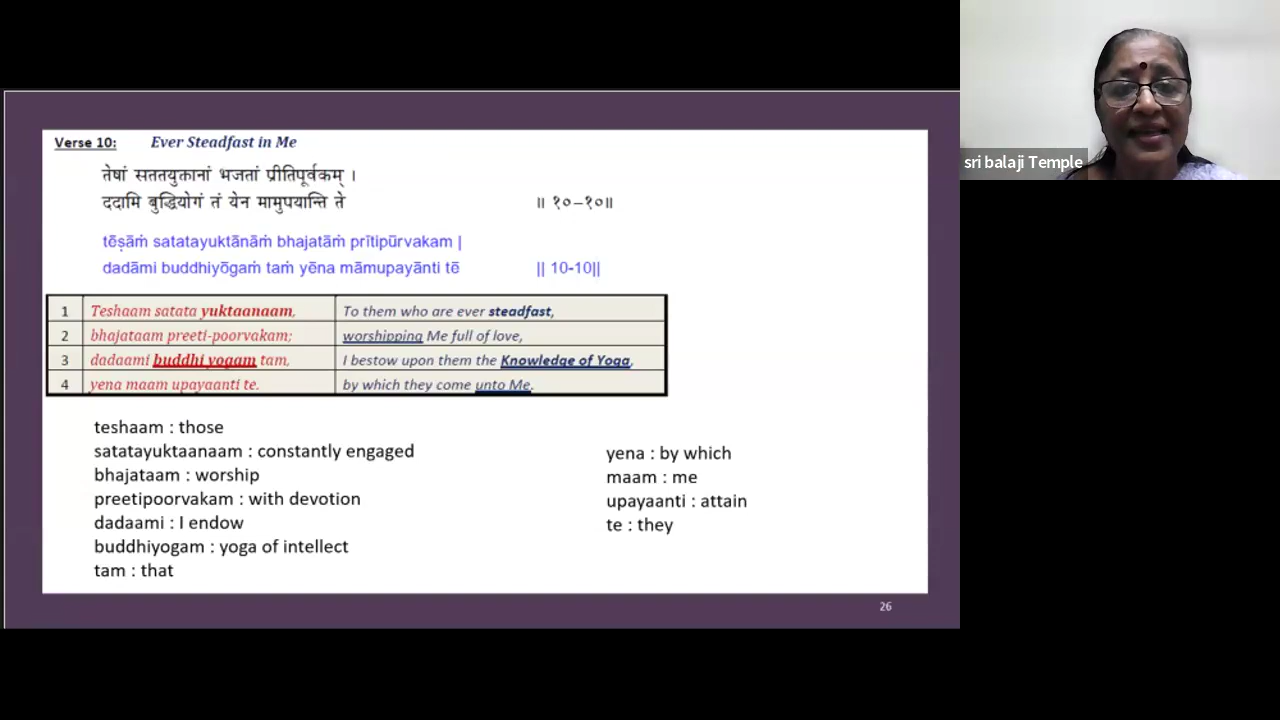 Verse 10: Ever Steadfast in Me
तेषां सततयुक्तानां भजतां प्रीतिपूर्वकम् ।
ददामि बुद्धियोगं तं येन मामुपयान्ति ते ॥ १०–१०॥
tēṣāṁ satatayuktānāṁ bhajatāṁ prītipūrvakam |
dadāmi buddhiyōgaṁ taṁ yēna māmupayānti tē || 10-10||
1 Teshaam satata yuktaanaam, To them who are ever steadfast,
2 bhajataam preeti-poorvakam; worshipping Me full of love,
3 dadaami buddhi yogam tam, I bestow upon them the Knowledge of Yoga,
4 yena maam upayaanti te. by which they come unto Me.
teshaam : those
satatayuktaanaam : constantly engaged
bhajataam : worship
preetipoorvakam : with devotion
dadaami : I endow
buddhiyogam : yoga of intellect
tam : that
yena : by which
maam : me
upayaanti : attain
te : they
26
sri balaji Temple